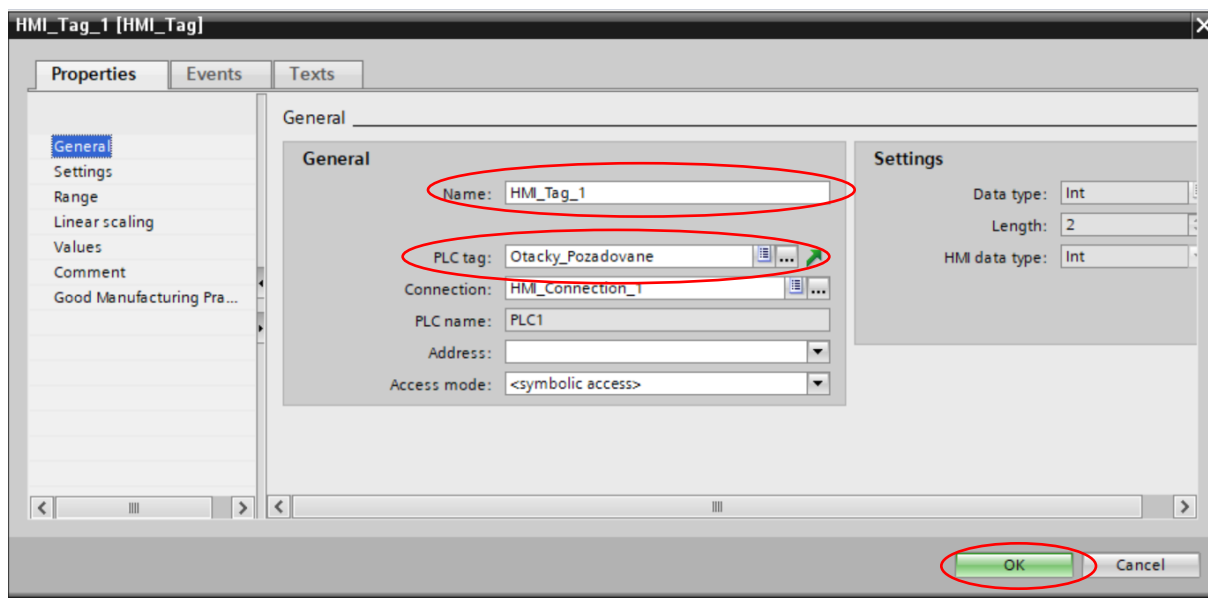 HMI_Tag_1 [HMI_Tag]
Properties
Events
Texts
General
Settings
Range
Linear scaling
Values
Comment
Good Manufacturing Pra...
General
General
Name: HMI_Tag_1
PLC tag: Otacky_Pozadovane
Connection: HMI_Connection_1
PLC name: PLC1
Address:
Access mode: <symbolic access>
Settings
Data type: Int
Length: 2
HMI data type: Int
OK
Cancel